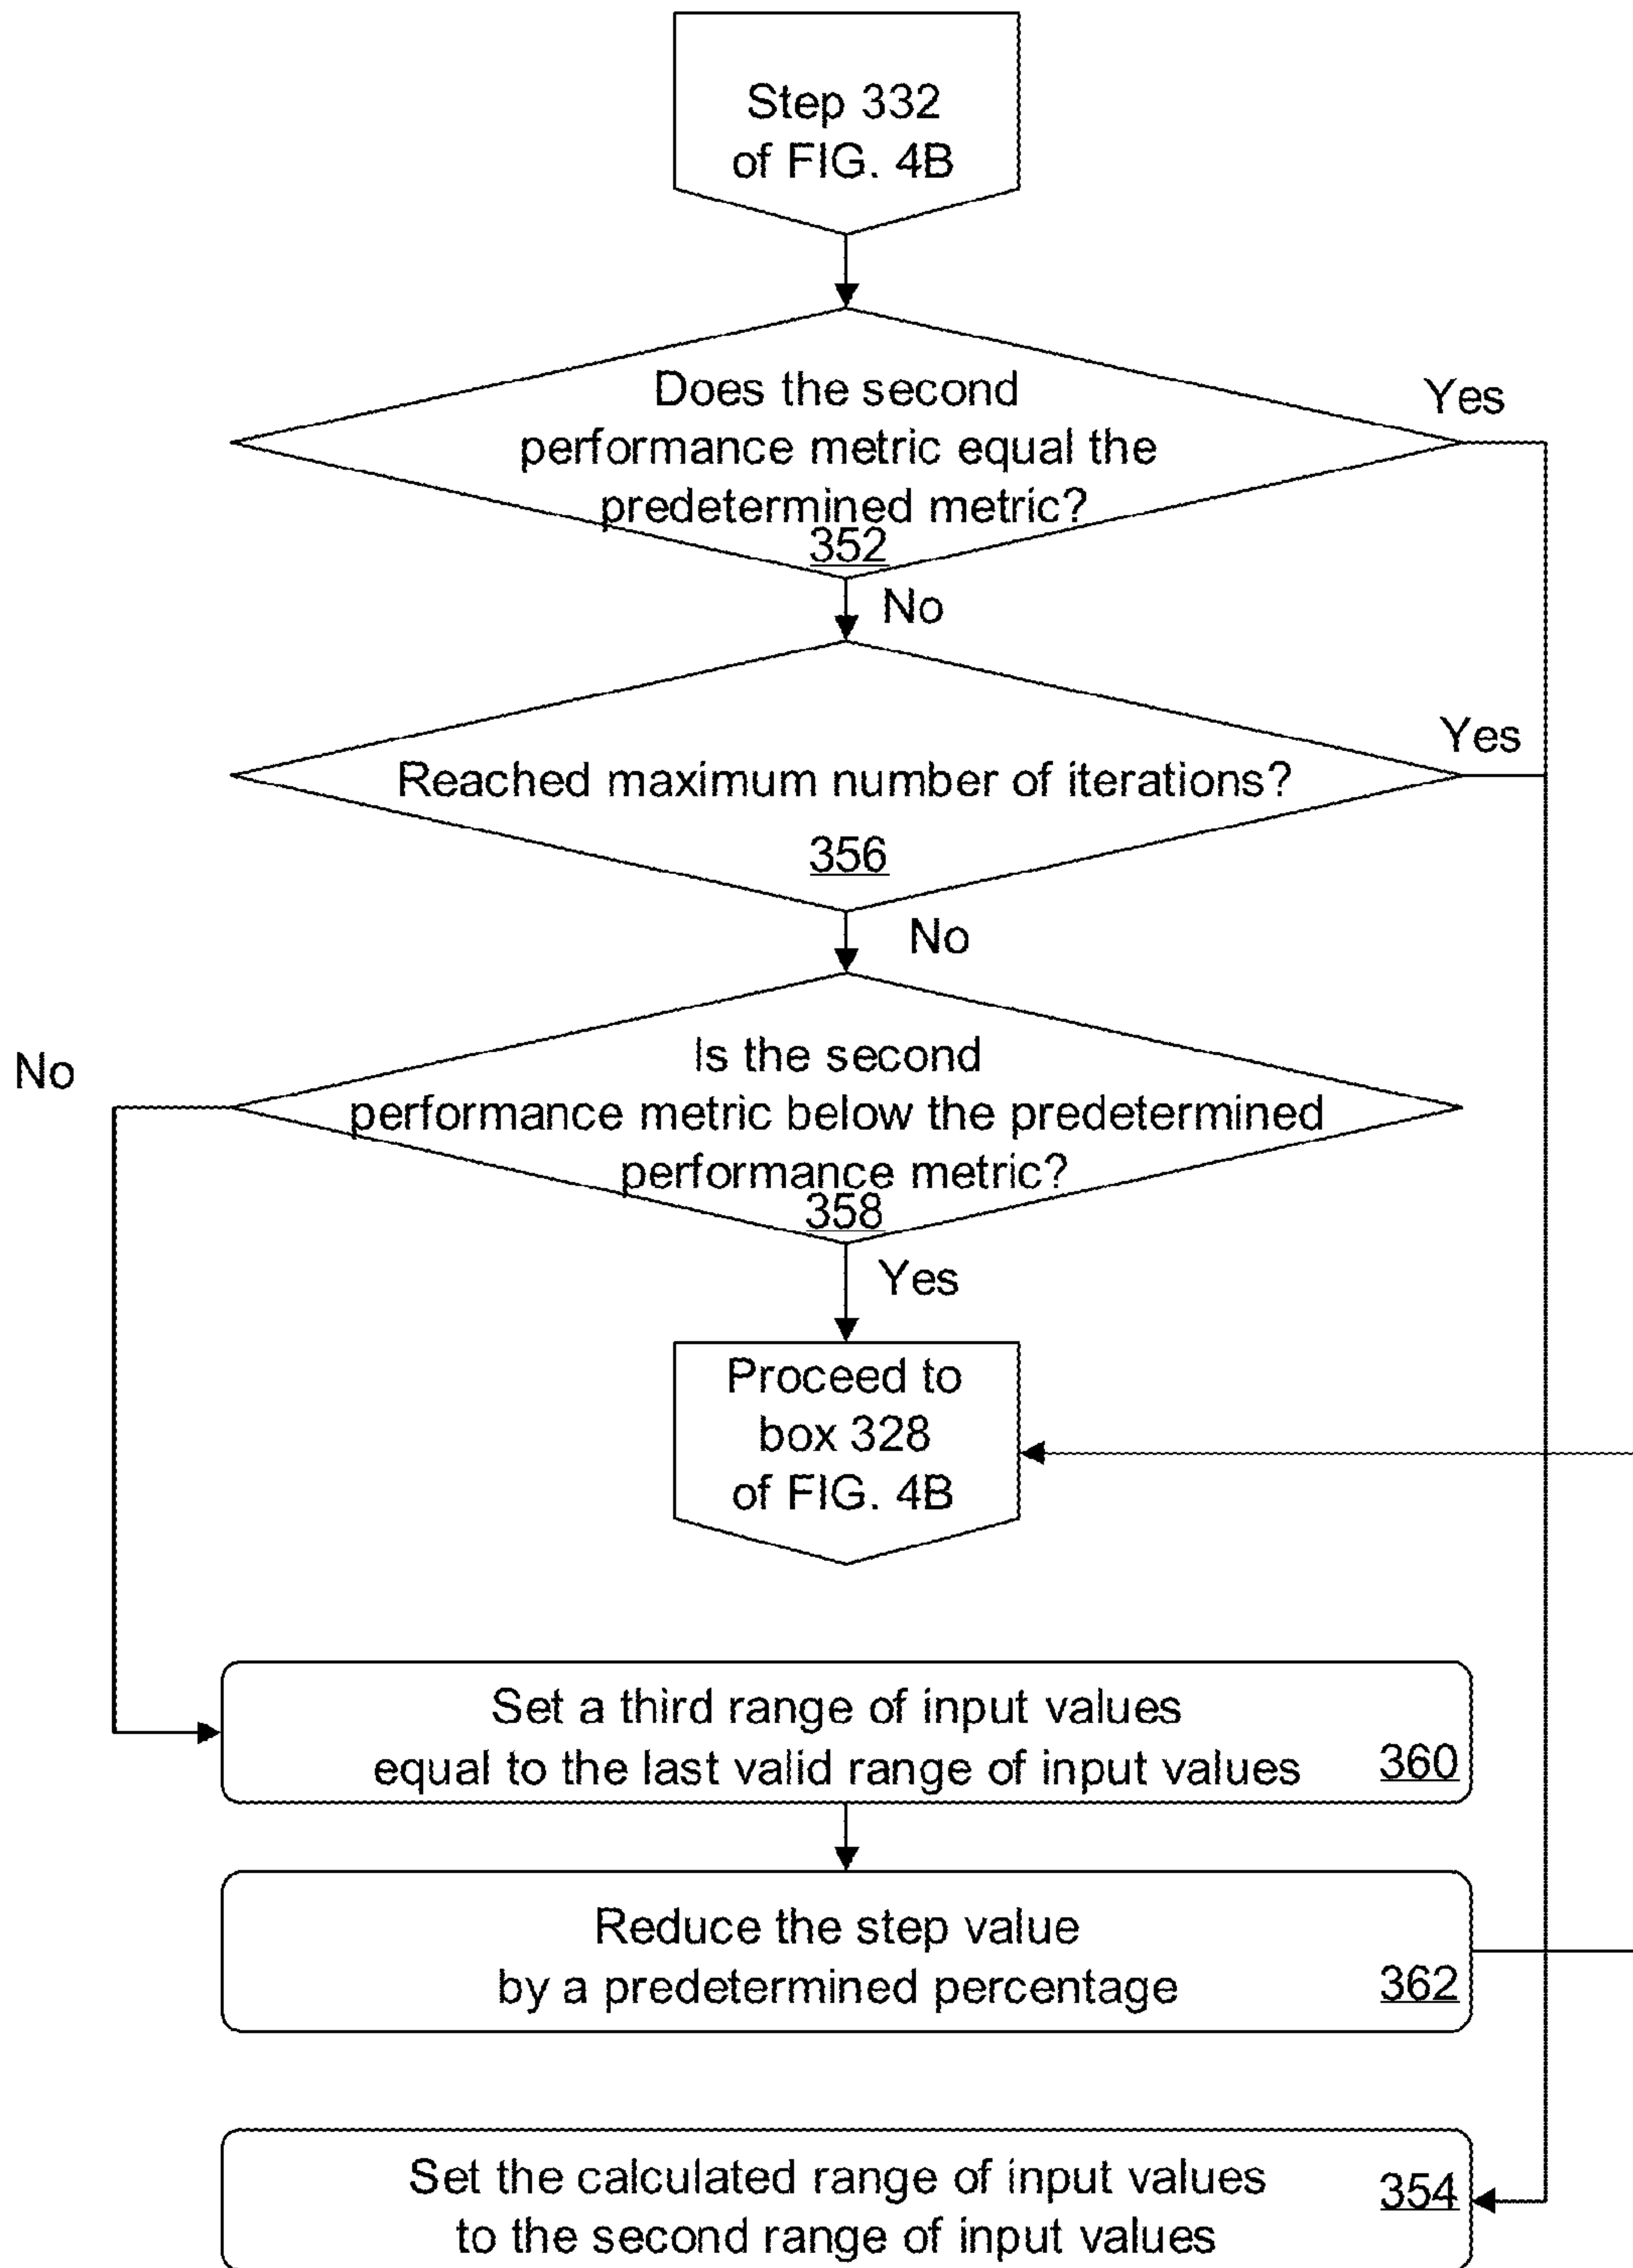 Step 332
of FIG. 4B
Does the second
performance metric equal the
predetermined metric?
352
Yes
No
Reached maximum number of iterations?
356
Yes
No
Is the second
performance metric below the predetermined
performance metric?
358
No
Yes
Proceed to
box 328
of FIG. 4B
Set a third range of input values
equal to the last valid range of input values 360
Reduce the step value
by a predetermined percentage 362
Set the calculated range of input values 354
to the second range of input values